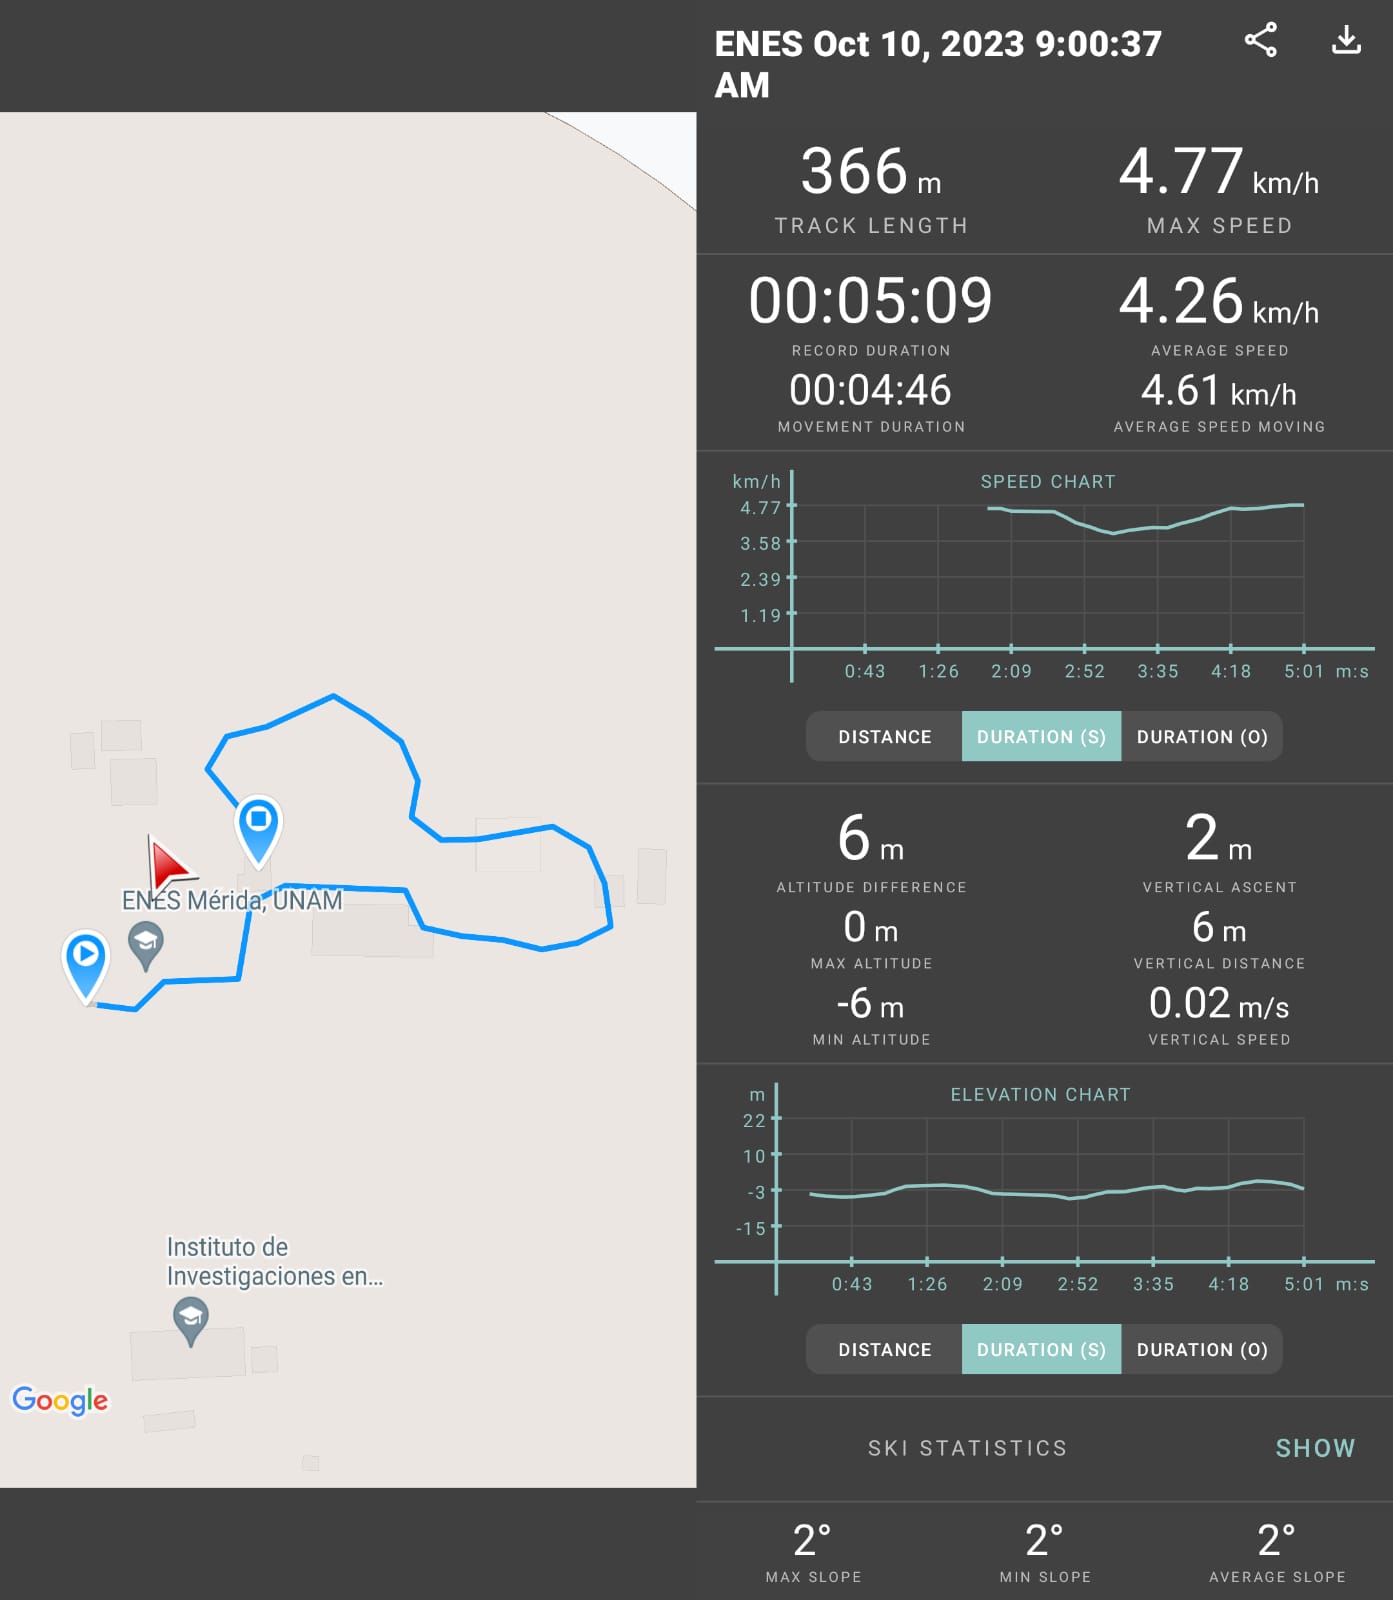 ENES Mérida, UNAM
Instituto de
Investigaciones en...
Google
ENES Oct 10, 2023 9:00:37
AM
366 m
TRACK LENGTH
4.77 km/h
MAX SPEED
00:05:09
RECORD DURATION
4.26 km/h
AVERAGE SPEED
00:04:46
MOVEMENT DURATION
4.61 km/h
AVERAGE SPEED MOVING
SPEED CHART
km/h
4.77
3.58
2.39
1.19
0:43 1:26 2:09 2:52 3:35 4:18 5:01 m:s
DISTANCE DURATION (S) DURATION (O)
6 m
ALTITUDE DIFFERENCE
2 m
VERTICAL ASCENT
0 m
MAX ALTITUDE
6 m
VERTICAL DISTANCE
-6 m
MIN ALTITUDE
0.02 m/s
VERTICAL SPEED
ELEVATION CHART
m
22
10
-3
-15
0:43 1:26 2:09 2:52 3:35 4:18 5:01 m:s
DISTANCE DURATION (S) DURATION (O)
SKI STATISTICS SHOW
2°
MAX SLOPE
2°
MIN SLOPE
2°
AVERAGE SLOPE